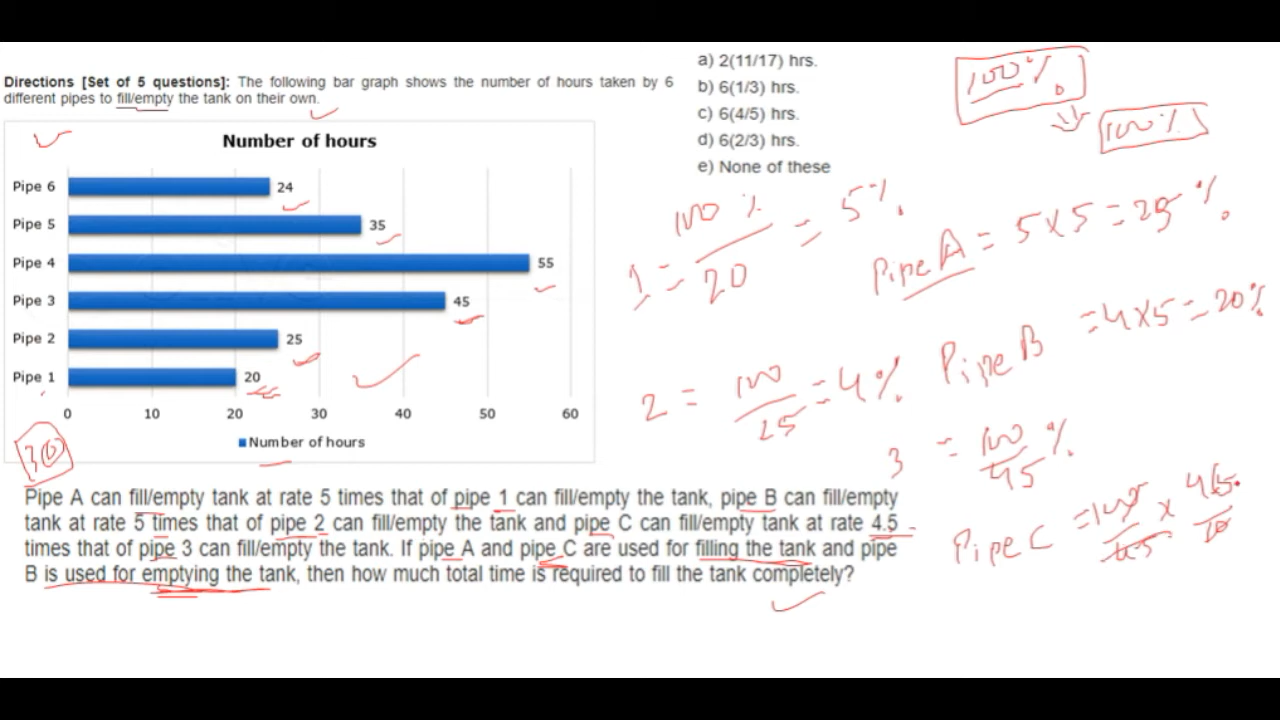 Directions [Set of 5 questions]: The following bar graph shows the number of hours taken by 6
different pipes to fill/empty the tank on their own.
Number of hours
Pipe 6 24
Pipe 5 35
Pipe 4 55
Pipe 3 45
Pipe 2 25
Pipe 1 20
0 10 20 30 40 50 60
Number of hours
30
Pipe A can fill/empty tank at rate 5 times that of pipe 1 can fill/empty the tank, pipe B can fill/empty
tank at rate 5 times that of pipe 2 can fill/empty the tank and pipe C can fill/empty tank at rate 4.5
times that of pipe 3 can fill/empty the tank. If pipe A and pipe C are used for filling the tank and pipe
B is used for emptying the tank, then how much total time is required to fill the tank completely?
a) 2(11/17) hrs.
b) 6(1/3) hrs.
c) 6(4/5) hrs.
d) 6(2/3) hrs.
e) None of these
100%
100%
1 = 100% / 20 = 5%
Pipe A = 5 × 5 = 25%
2 = 100 / 25 = 4%
Pipe B = 4 × 5 = 20%
3 = 100 / 45 %
Pipe C = 100 / 45 × 45 / 10